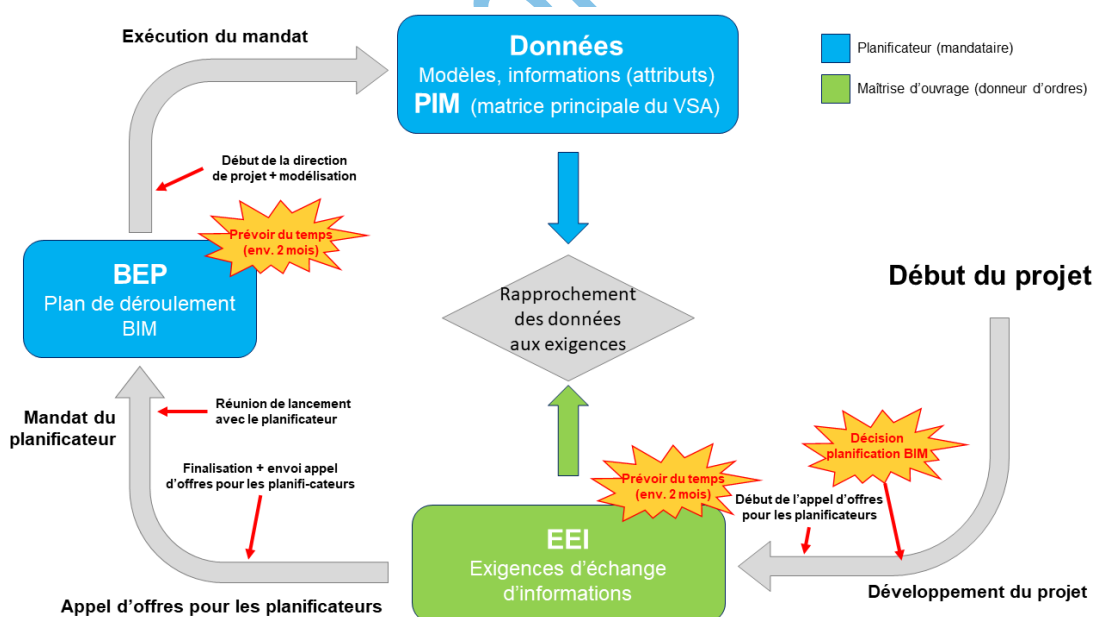 Exécution du mandat
Données
Modèles, informations (attributs)
PIM (matrice principale du VSA)
Planificateur (mandataire)
Maîtrise d'ouvrage (donneur d'ordres)
Début de la direction
de projet + modélisation
Prévoir du temps
(env. 2 mois)
BEP
Plan de déroulement
BIM
Rapprochement
des données
aux exigences
Début du projet
Mandat du
planificateur
Réunion de lancement
avec le planificateur
Finalisation + envoi appel
d'offres pour les planifi-cateurs
Décision
planification BIM
Prévoir du temps
(env. 2 mois)
Début de l'appel d'offres
pour les planificateurs
EEI
Exigences d'échange
d'informations
Développement du projet
Appel d'offres pour les planificateurs